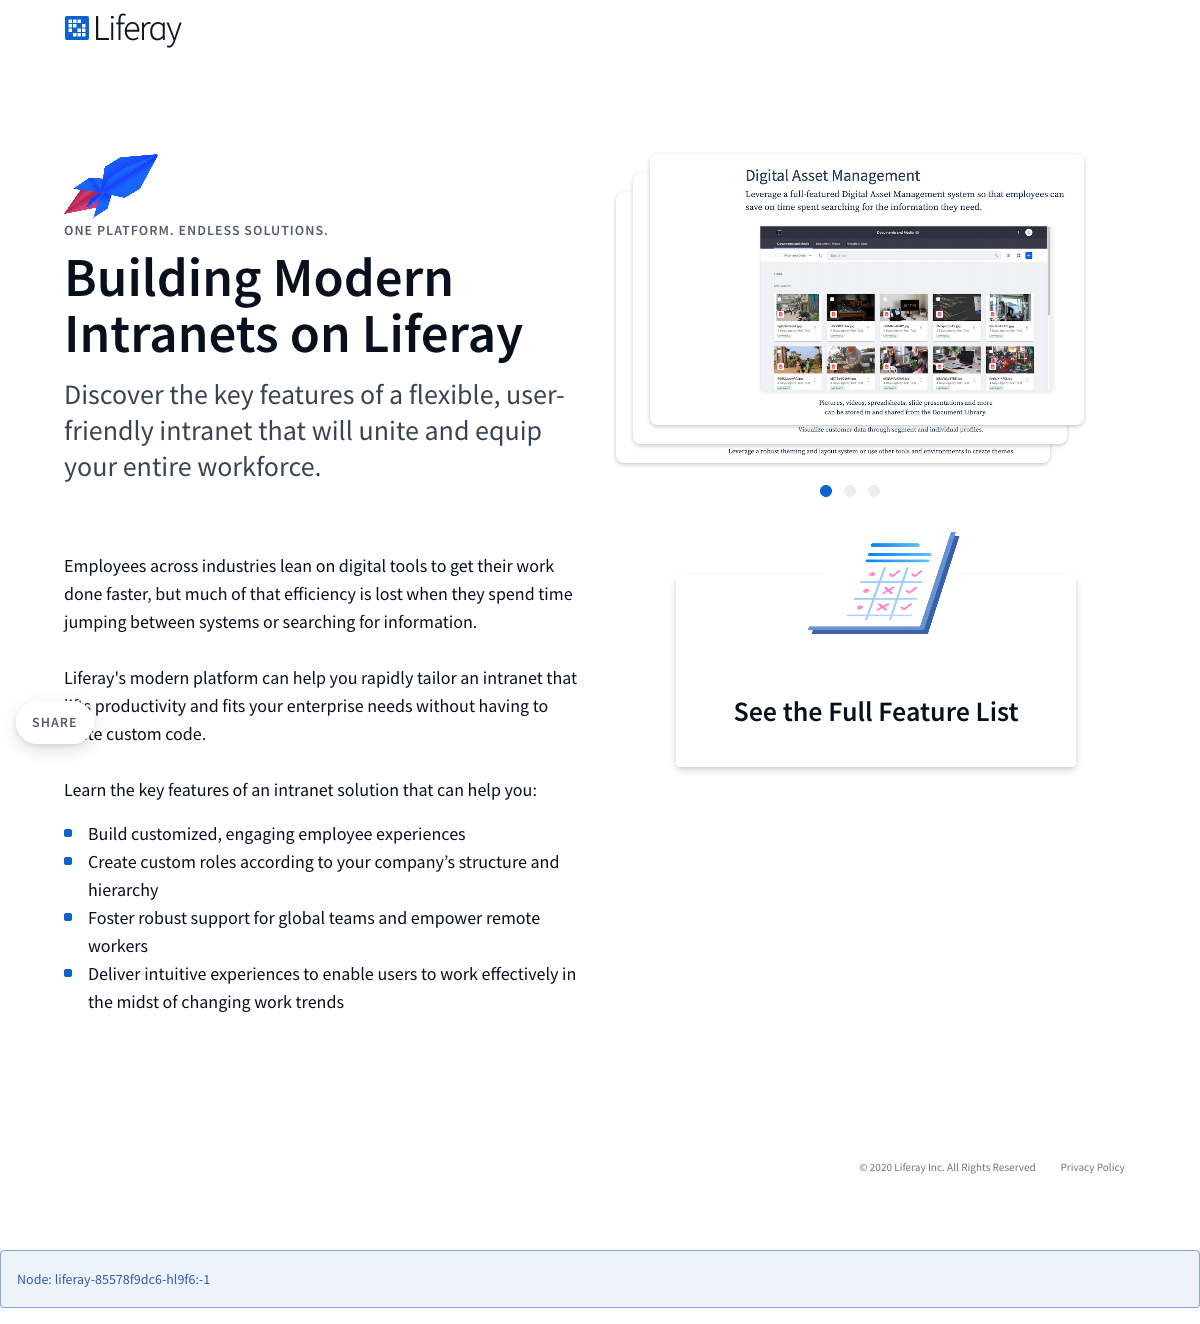 Liferay
ONE PLATFORM. ENDLESS SOLUTIONS.
Building Modern
Intranets on Liferay
Discover the key features of a flexible, user-
friendly intranet that will unite and equip
your entire workforce.
Digital Asset Management
Leverage a full-featured Digital Asset Management system so that employees can
save on time spent searching for the information they need.
Documents and Media
Pictures, videos, spreadsheets, slide presentations and more
can be stored in and shared from the Document Library.
Visualize customer data through segment and individual profiles.
Leverage a robust theming and layout system or use other tools and environments to create themes.
Employees across industries lean on digital tools to get their work
done faster, but much of that efficiency is lost when they spend time
jumping between systems or searching for information.
Liferay's modern platform can help you rapidly tailor an intranet that
productivity and fits your enterprise needs without having to
custom code.
SHARE
See the Full Feature List
Learn the key features of an intranet solution that can help you:
Build customized, engaging employee experiences
Create custom roles according to your company’s structure and
hierarchy
Foster robust support for global teams and empower remote
workers
Deliver intuitive experiences to enable users to work effectively in
the midst of changing work trends
© 2020 Liferay Inc. All Rights Reserved
Privacy Policy
Node: liferay-85578f9dc6-hl9f6:-1